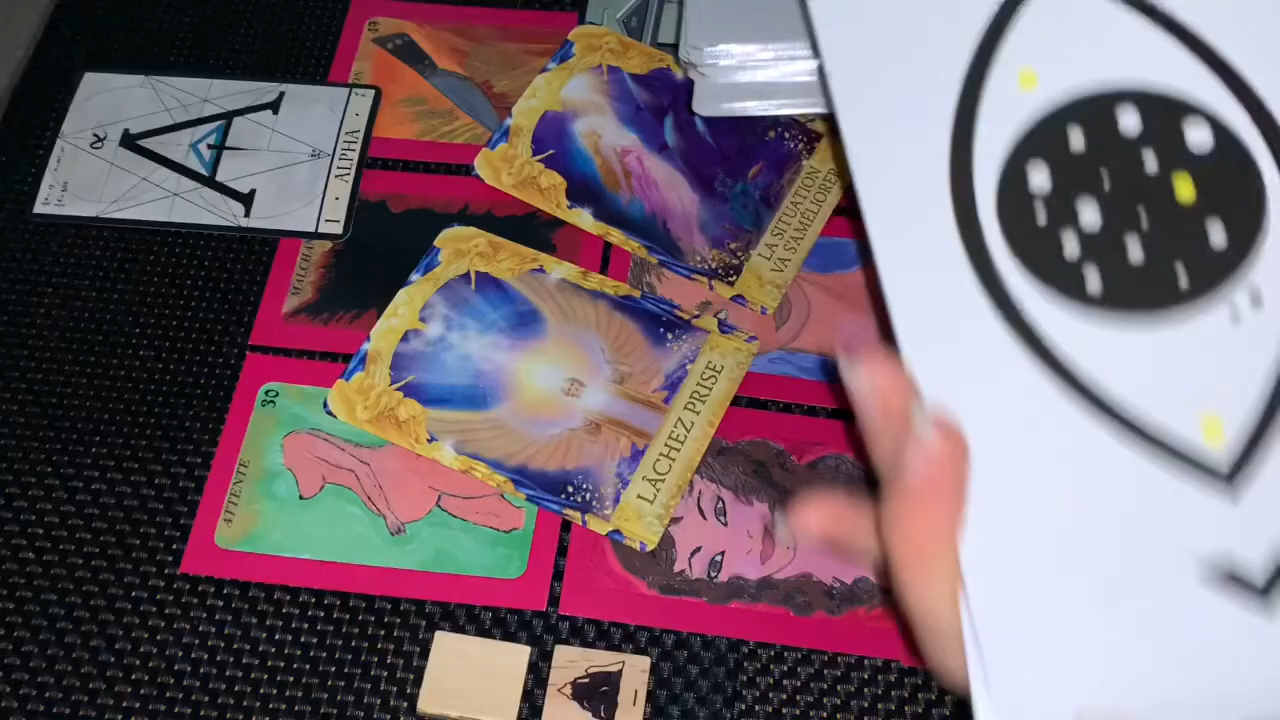 1 • ALPHA •
α
LA SITUATION
VA S'AMÉLIORER
LÂCHEZ PRISE
30
ATTENTE